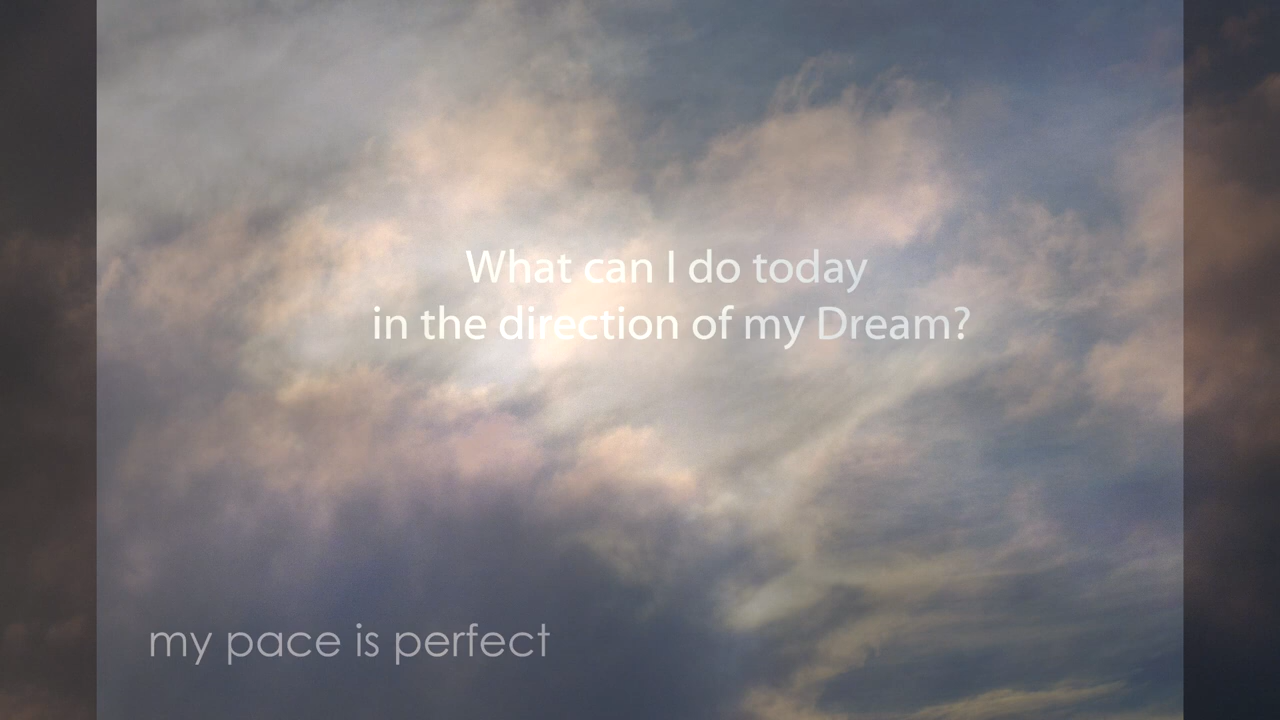 What can I do today
in the direction of my Dream?
my pace is perfect